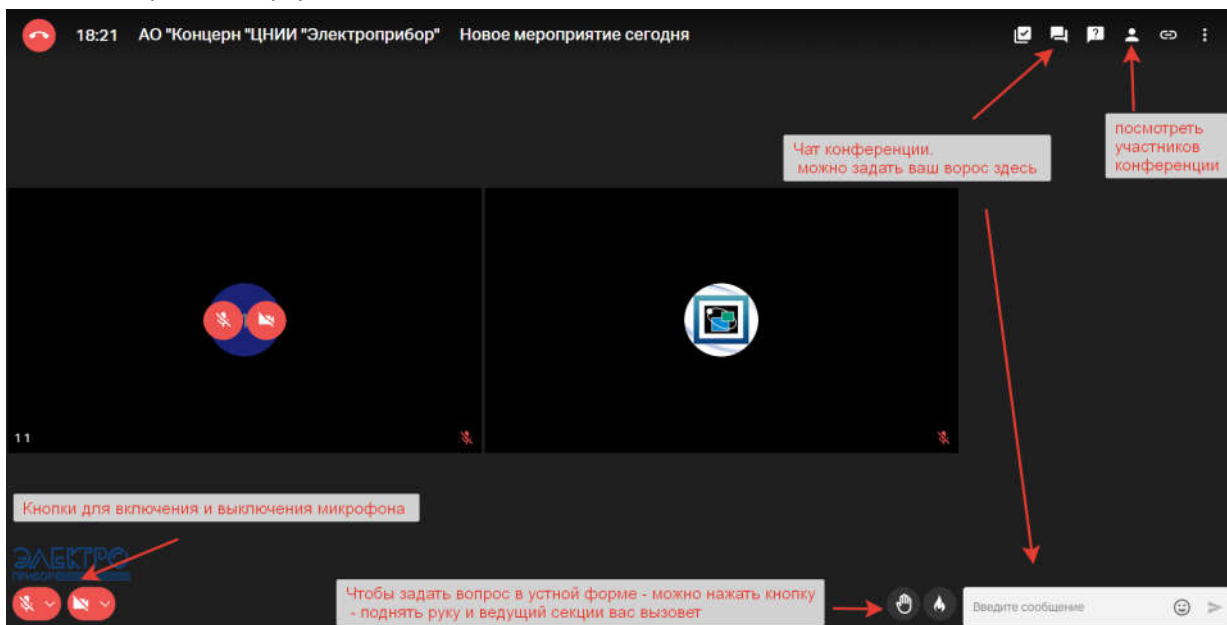 18:21 АО "Концерн "ЦНИИ "Электроприбор" Новое мероприятие сегодня
Чат конференции.
можно задать ваш ворос здесь
посмотреть
участников
конференции
11
Кнопки для включения и выключения микрофона
ЭЛЕКТРО
ПРИБОР
Чтобы задать вопрос в устной форме - можно нажать кнопку
- поднять руку и ведущий секции вас вызовет
Введите сообщение